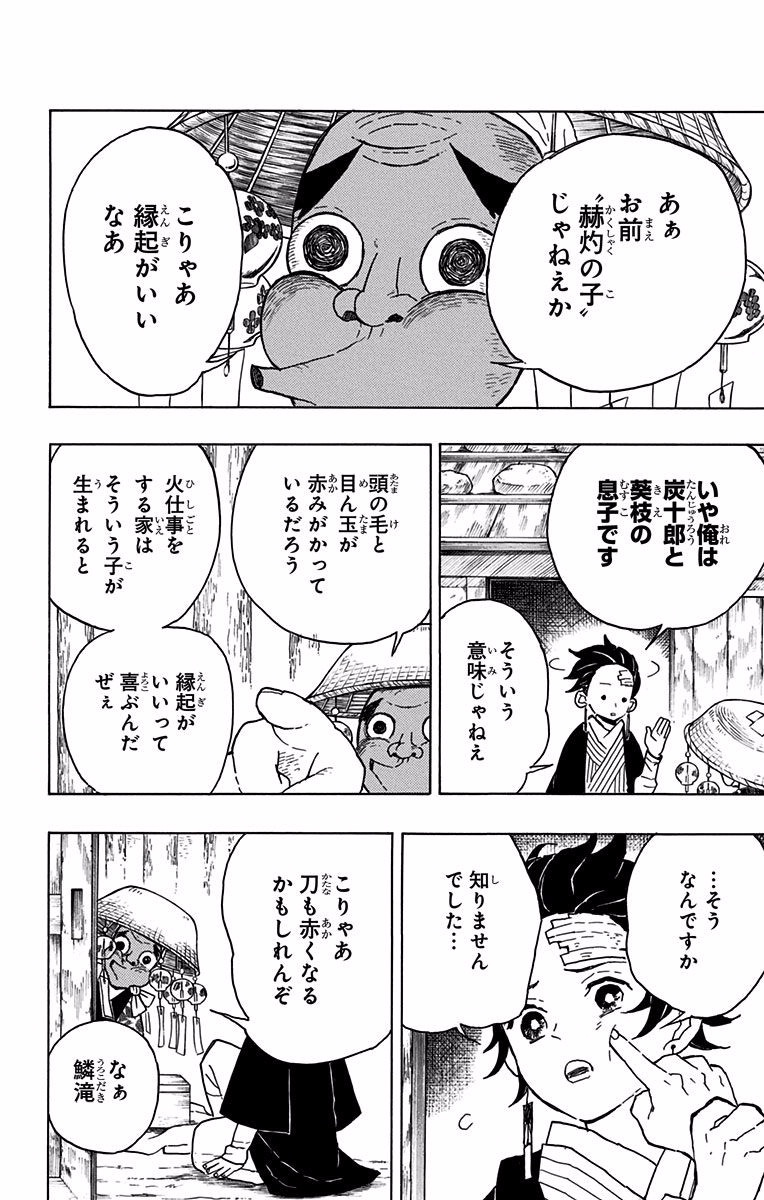 あぁ
お前
〝赫灼の子〟
じゃねえか
こりゃあ
縁起がいい
なあ
いや俺は
炭十郎と
葵枝の
息子です
そういう
意味じゃねえ
頭の毛と
目ん玉が
赤みがかって
いるだろう
火仕事を
する家は
そういう子が
生まれると
縁起が
いいって
喜ぶんだ
ぜぇ
…そう
なんですか
知りません
でした…
こりゃあ
刀も赤くなる
かもしれんぞ
なぁ
鱗滝